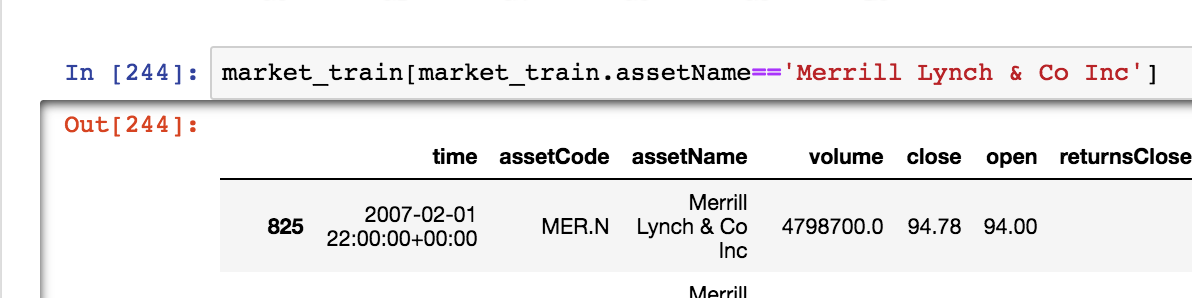 In [244]: market_train[market_train.assetName=='Merrill Lynch & Co Inc']
Out[244]:
time assetCode assetName volume close open returnsClose
825 2007-02-01 22:00:00+00:00 MER.N Merrill Lynch & Co Inc 4798700.0 94.78 94.00
Merrill